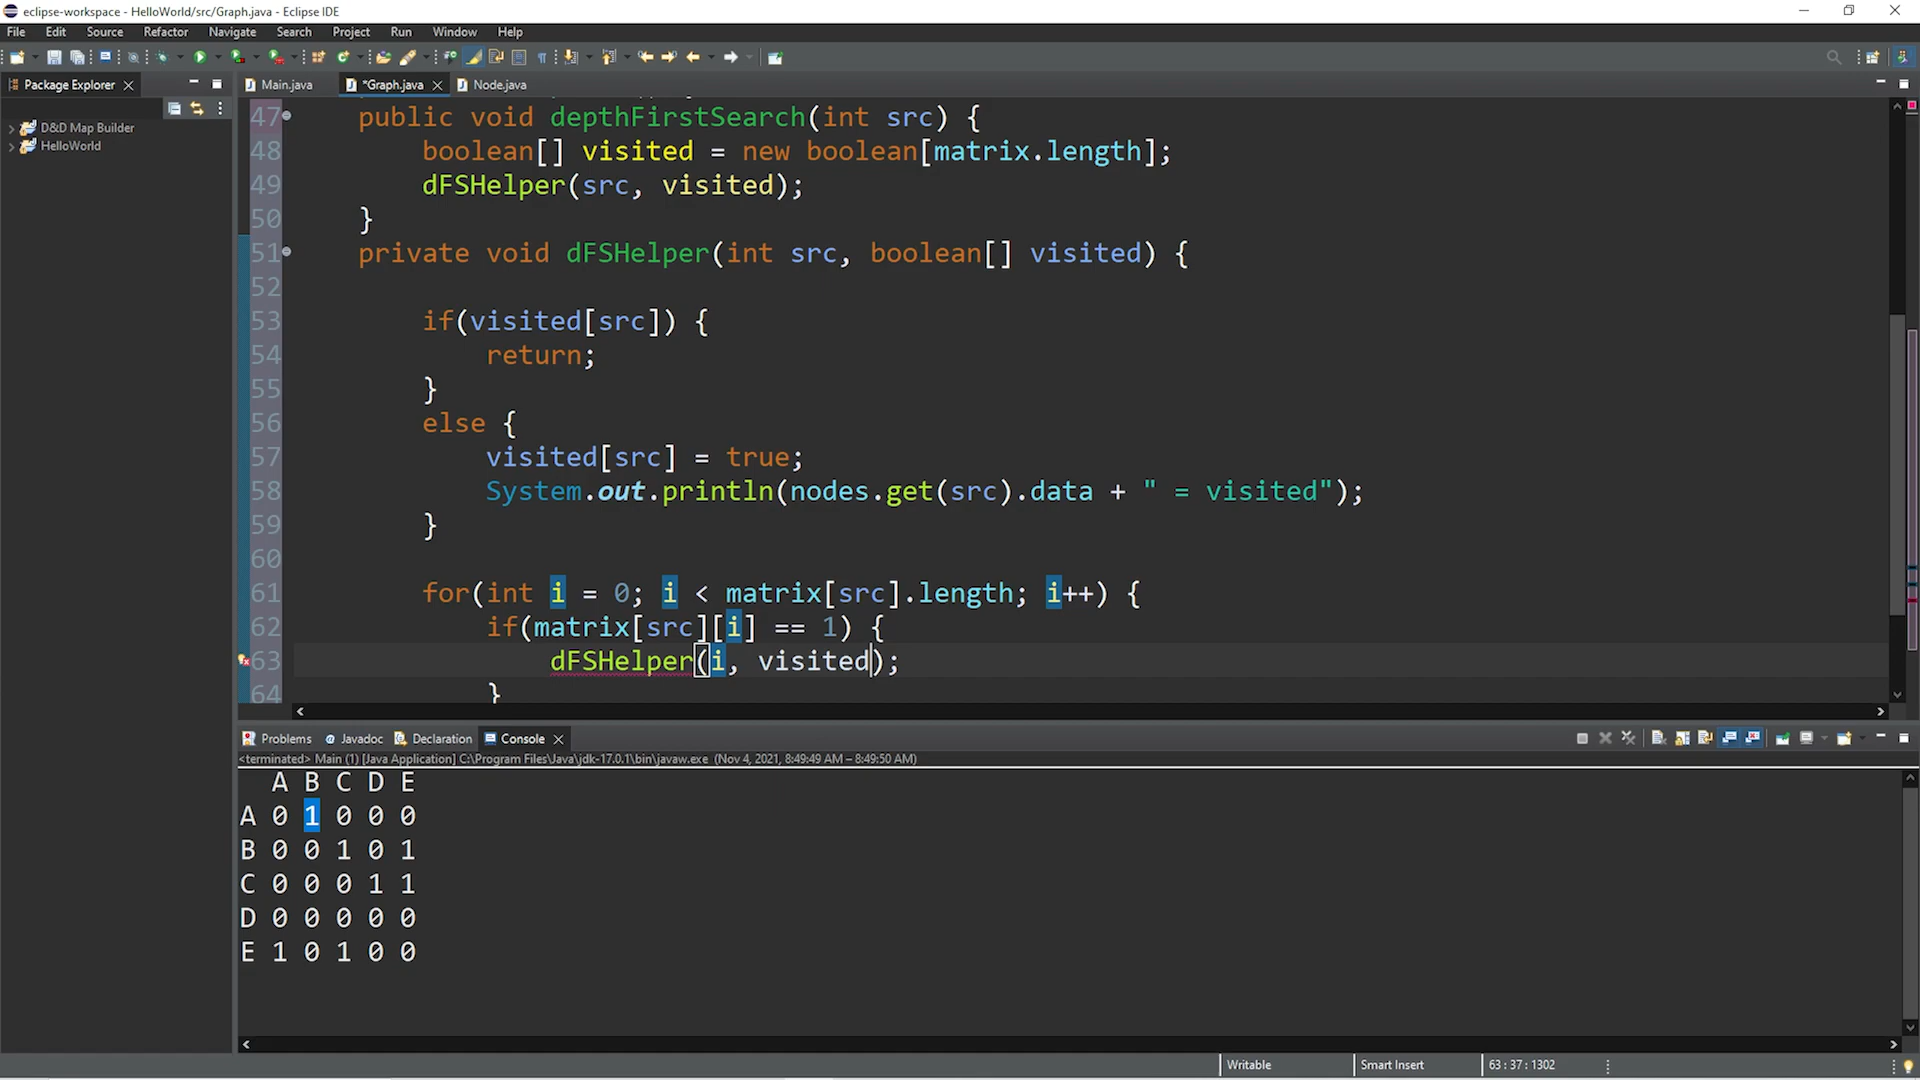 eclipse-workspace - HelloWorld/src/Graph.java - Eclipse IDE
File Edit Source Refactor Navigate Search Project Run Window Help
Package Explorer
Main.java *Graph.java Node.java
D&D Map Builder
HelloWorld
47 public void depthFirstSearch(int src) {
48 boolean[] visited = new boolean[matrix.length];
49 dFSHelper(src, visited);
50 }
51 private void dFSHelper(int src, boolean[] visited) {
52
53 if(visited[src]) {
54 return;
55 }
56 else {
57 visited[src] = true;
58 System.out.println(nodes.get(src).data + " = visited");
59 }
60
61 for(int i = 0; i < matrix[src].length; i++) {
62 if(matrix[src][i] == 1) {
63 dFSHelper(i, visited);
64 }
Problems Javadoc Declaration Console
<terminated> Main (1) [Java Application] C:\Program Files\Java\jdk-17.0.1\bin\javaw.exe (Nov 4, 2021, 8:49:49 AM – 8:49:50 AM)
A B C D E
A 0 1 0 0 0
B 0 0 1 0 1
C 0 0 0 1 1
D 0 0 0 0 0
E 1 0 1 0 0
Writable Smart Insert 63 : 37 : 1302